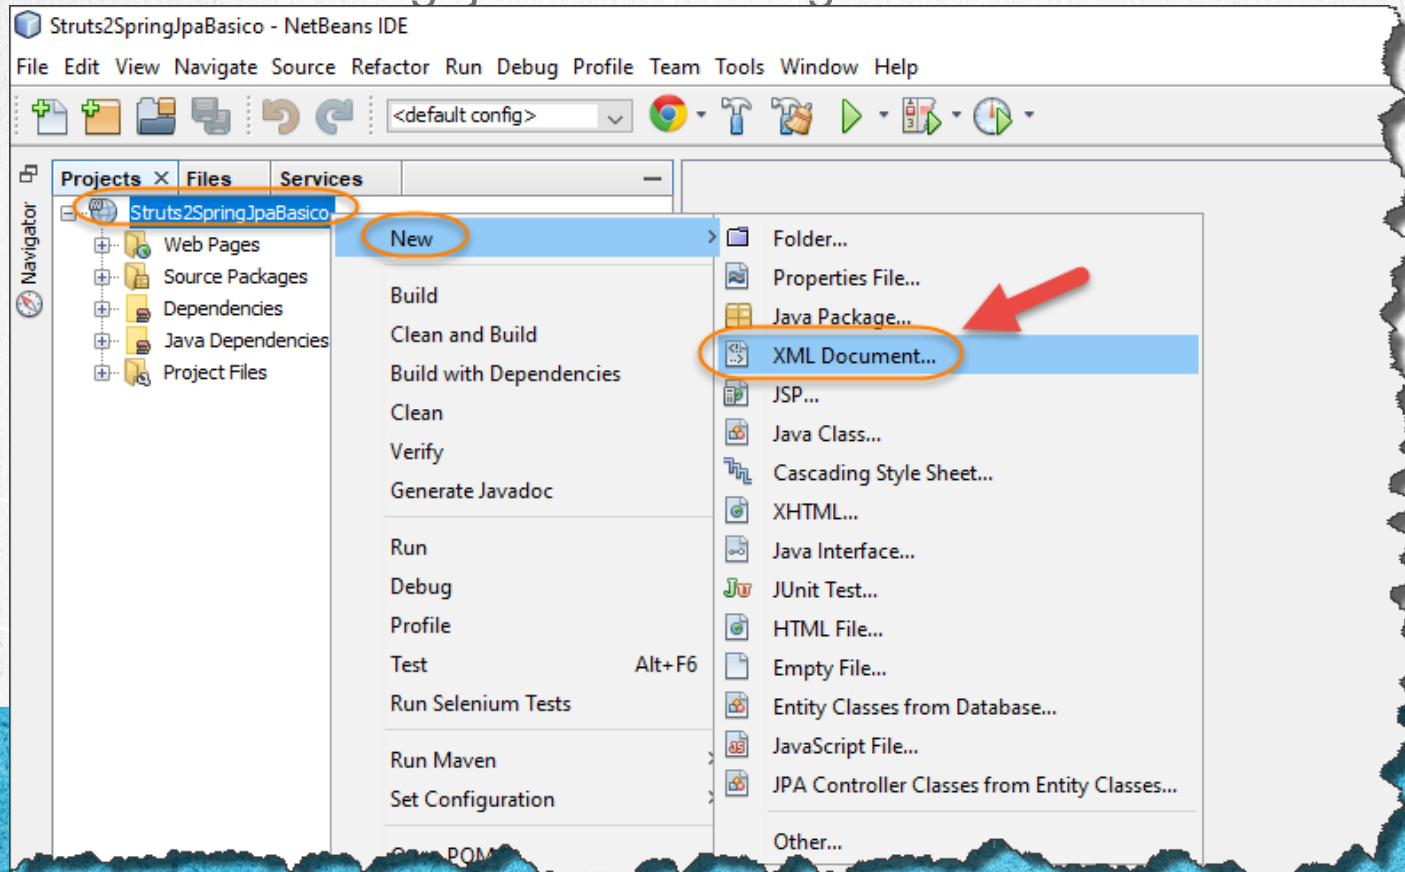 Struts2SpringJpaBasico - NetBeans IDE
File Edit View Navigate Source Refactor Run Debug Profile Team Tools Window Help
<default config>
Projects Files Services
Navigator
Struts2SpringJpaBasico
Web Pages
Source Packages
Dependencies
Java Dependencies
Project Files
New
Build
Clean and Build
Build with Dependencies
Clean
Verify
Generate Javadoc
Run
Debug
Profile
Test Alt+F6
Run Selenium Tests
Run Maven
Set Configuration
POM
Folder...
Properties File...
Java Package...
XML Document...
JSP...
Java Class...
Cascading Style Sheet...
XHTML...
Java Interface...
JUnit Test...
HTML File...
Empty File...
Entity Classes from Database...
JavaScript File...
JPA Controller Classes from Entity Classes...
Other...